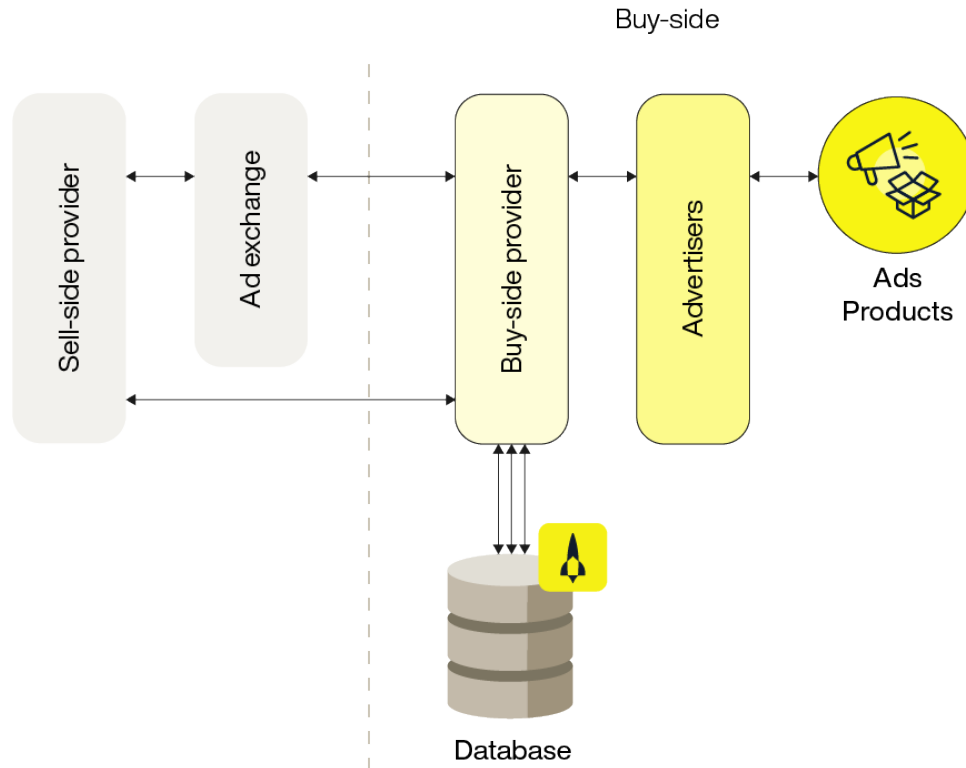 Buy-side
Sell-side provider
Ad exchange
Buy-side provider
Advertisers
Ads
Products
Database